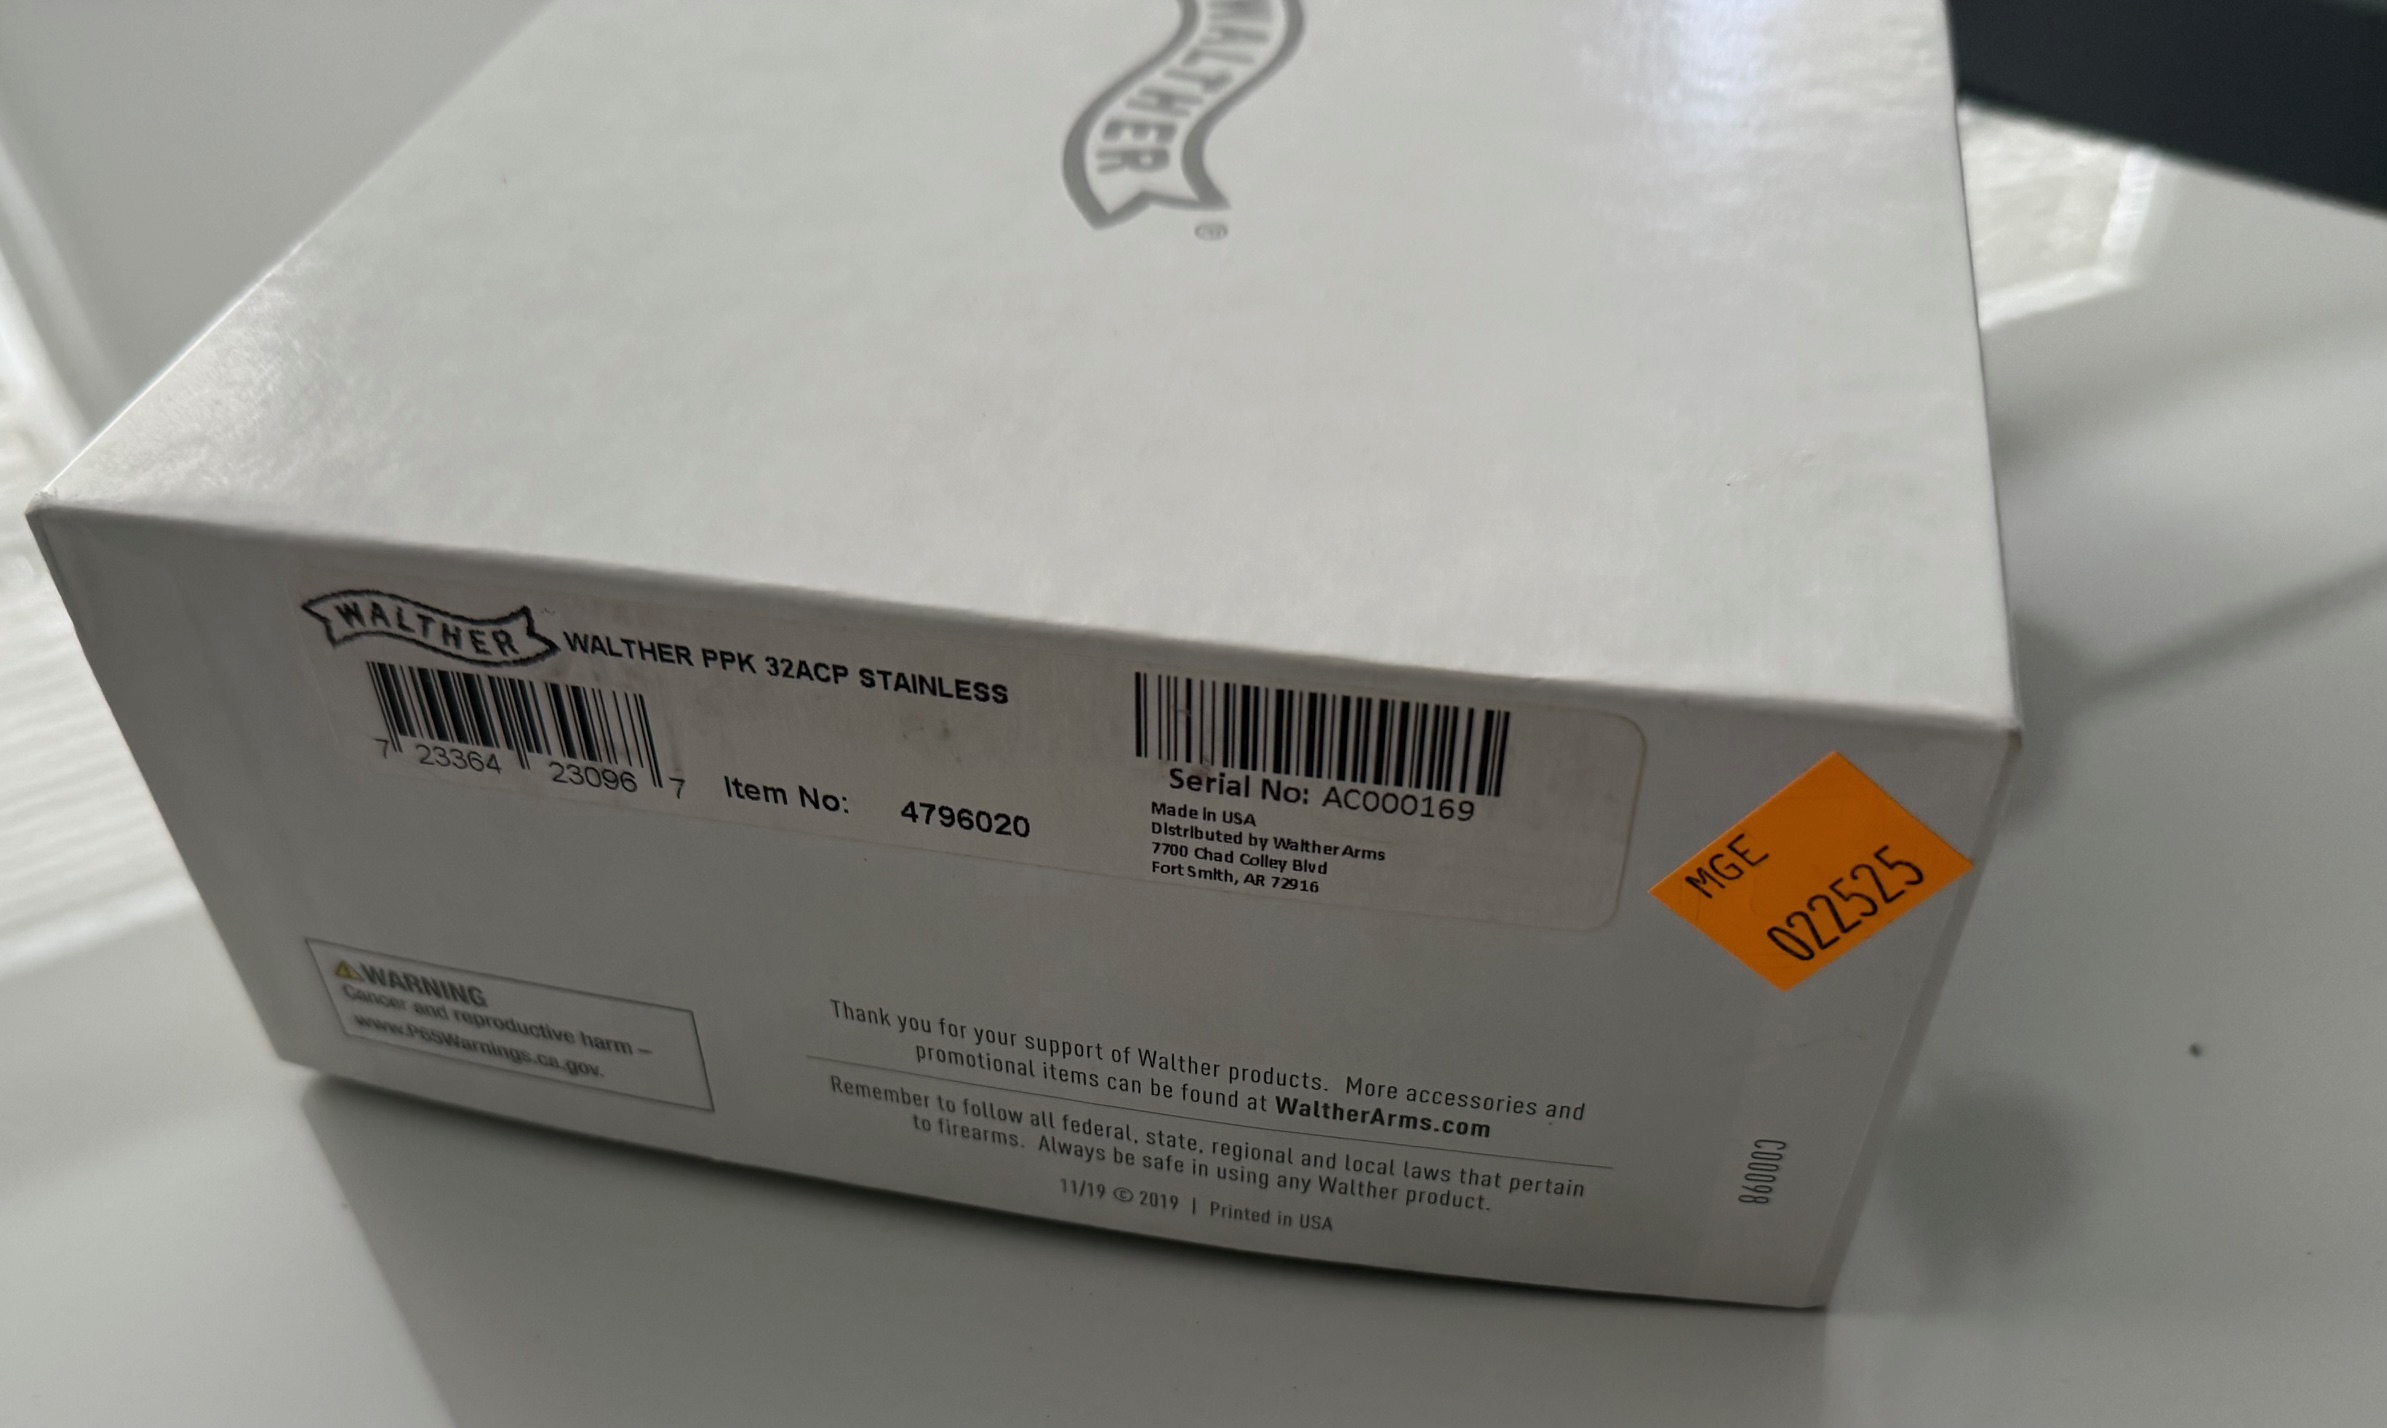 WALTHER
®
WALTHER
WALTHER PPK 32ACP STAINLESS
7 23364 23096 7
Item No: 4796020
Serial No: AC000169
Made in USA
Distributed by Walther Arms
7700 Chad Colley Blvd
Fort Smith, AR 72916
MGE
022525
⚠WARNING
Cancer and reproductive harm –
www.P65Warnings.ca.gov.
Thank you for your support of Walther products. More accessories and
promotional items can be found at WaltherArms.com
Remember to follow all federal, state, regional and local laws that pertain
to firearms. Always be safe in using any Walther product.
11/19 © 2019 | Printed in USA
C00098